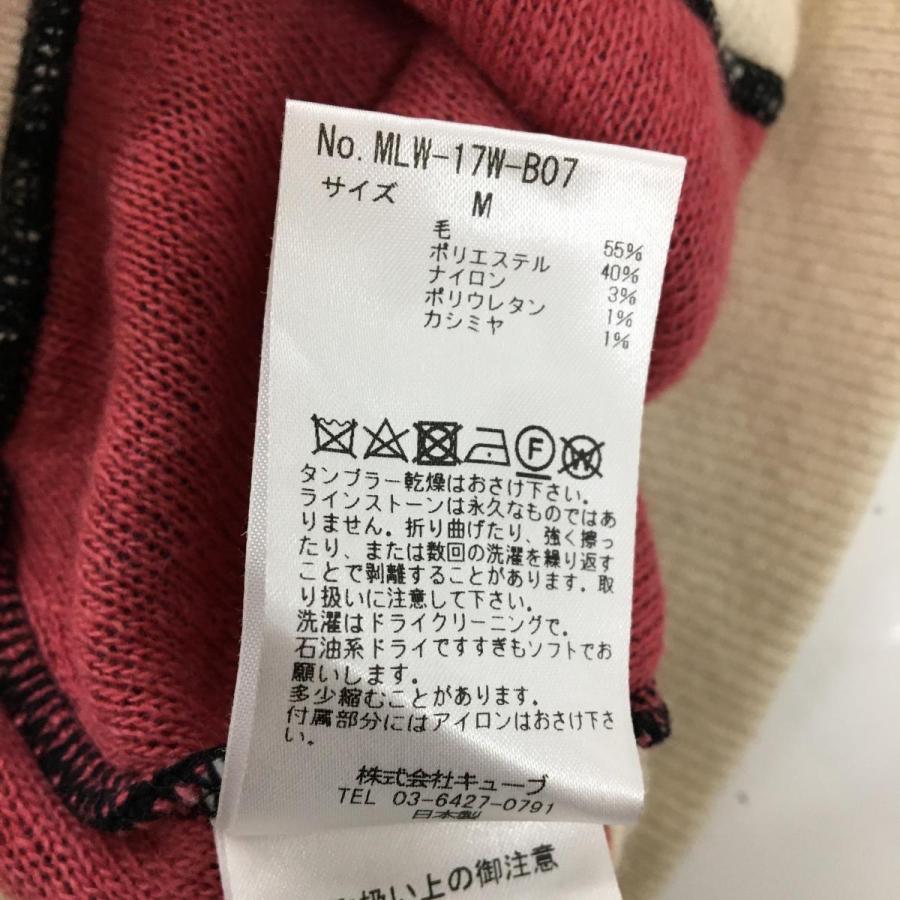 No. MLW-17W-B07
サイズ M
毛 55%
ポリエステル 40%
ナイロン 3%
ポリウレタン 1%
カシミヤ 1%
F W
タンブラー乾燥はおさけ下さい。
ラインストーンは永久なものではあ
りません。折り曲げたり、強く擦っ
たり、または数回の洗濯を繰り返す
ことで剥離することがあります。取
り扱いに注意して下さい。
洗濯はドライクリーニングで。
石油系ドライですすぎもソフトでお
願いします。
多少縮むことがあります。
付属部分にはアイロンはおさけ下さ
い。
株式会社キューブ
TEL 03-6427-0791
日本製
扱い上の御注意